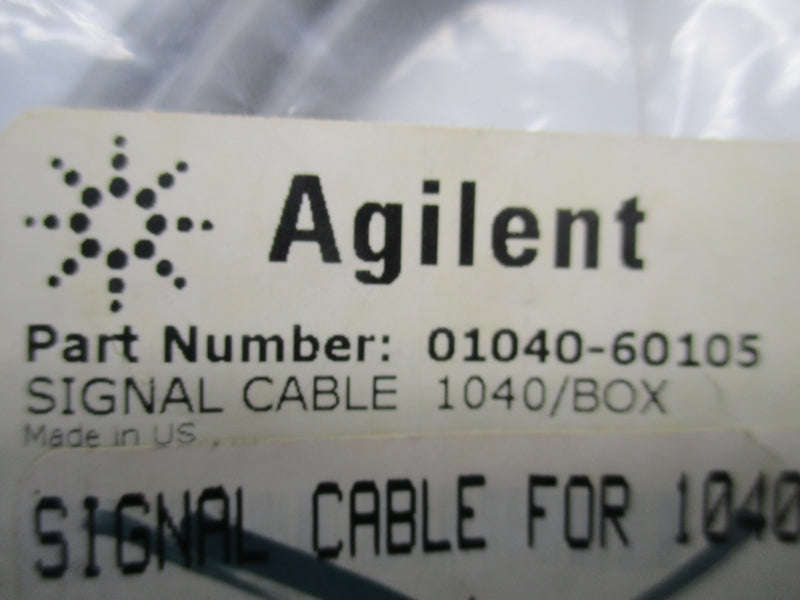 Agilent
Part Number: 01040-60105
SIGNAL CABLE 1040/BOX
Made in US
SIGNAL CABLE FOR 1040